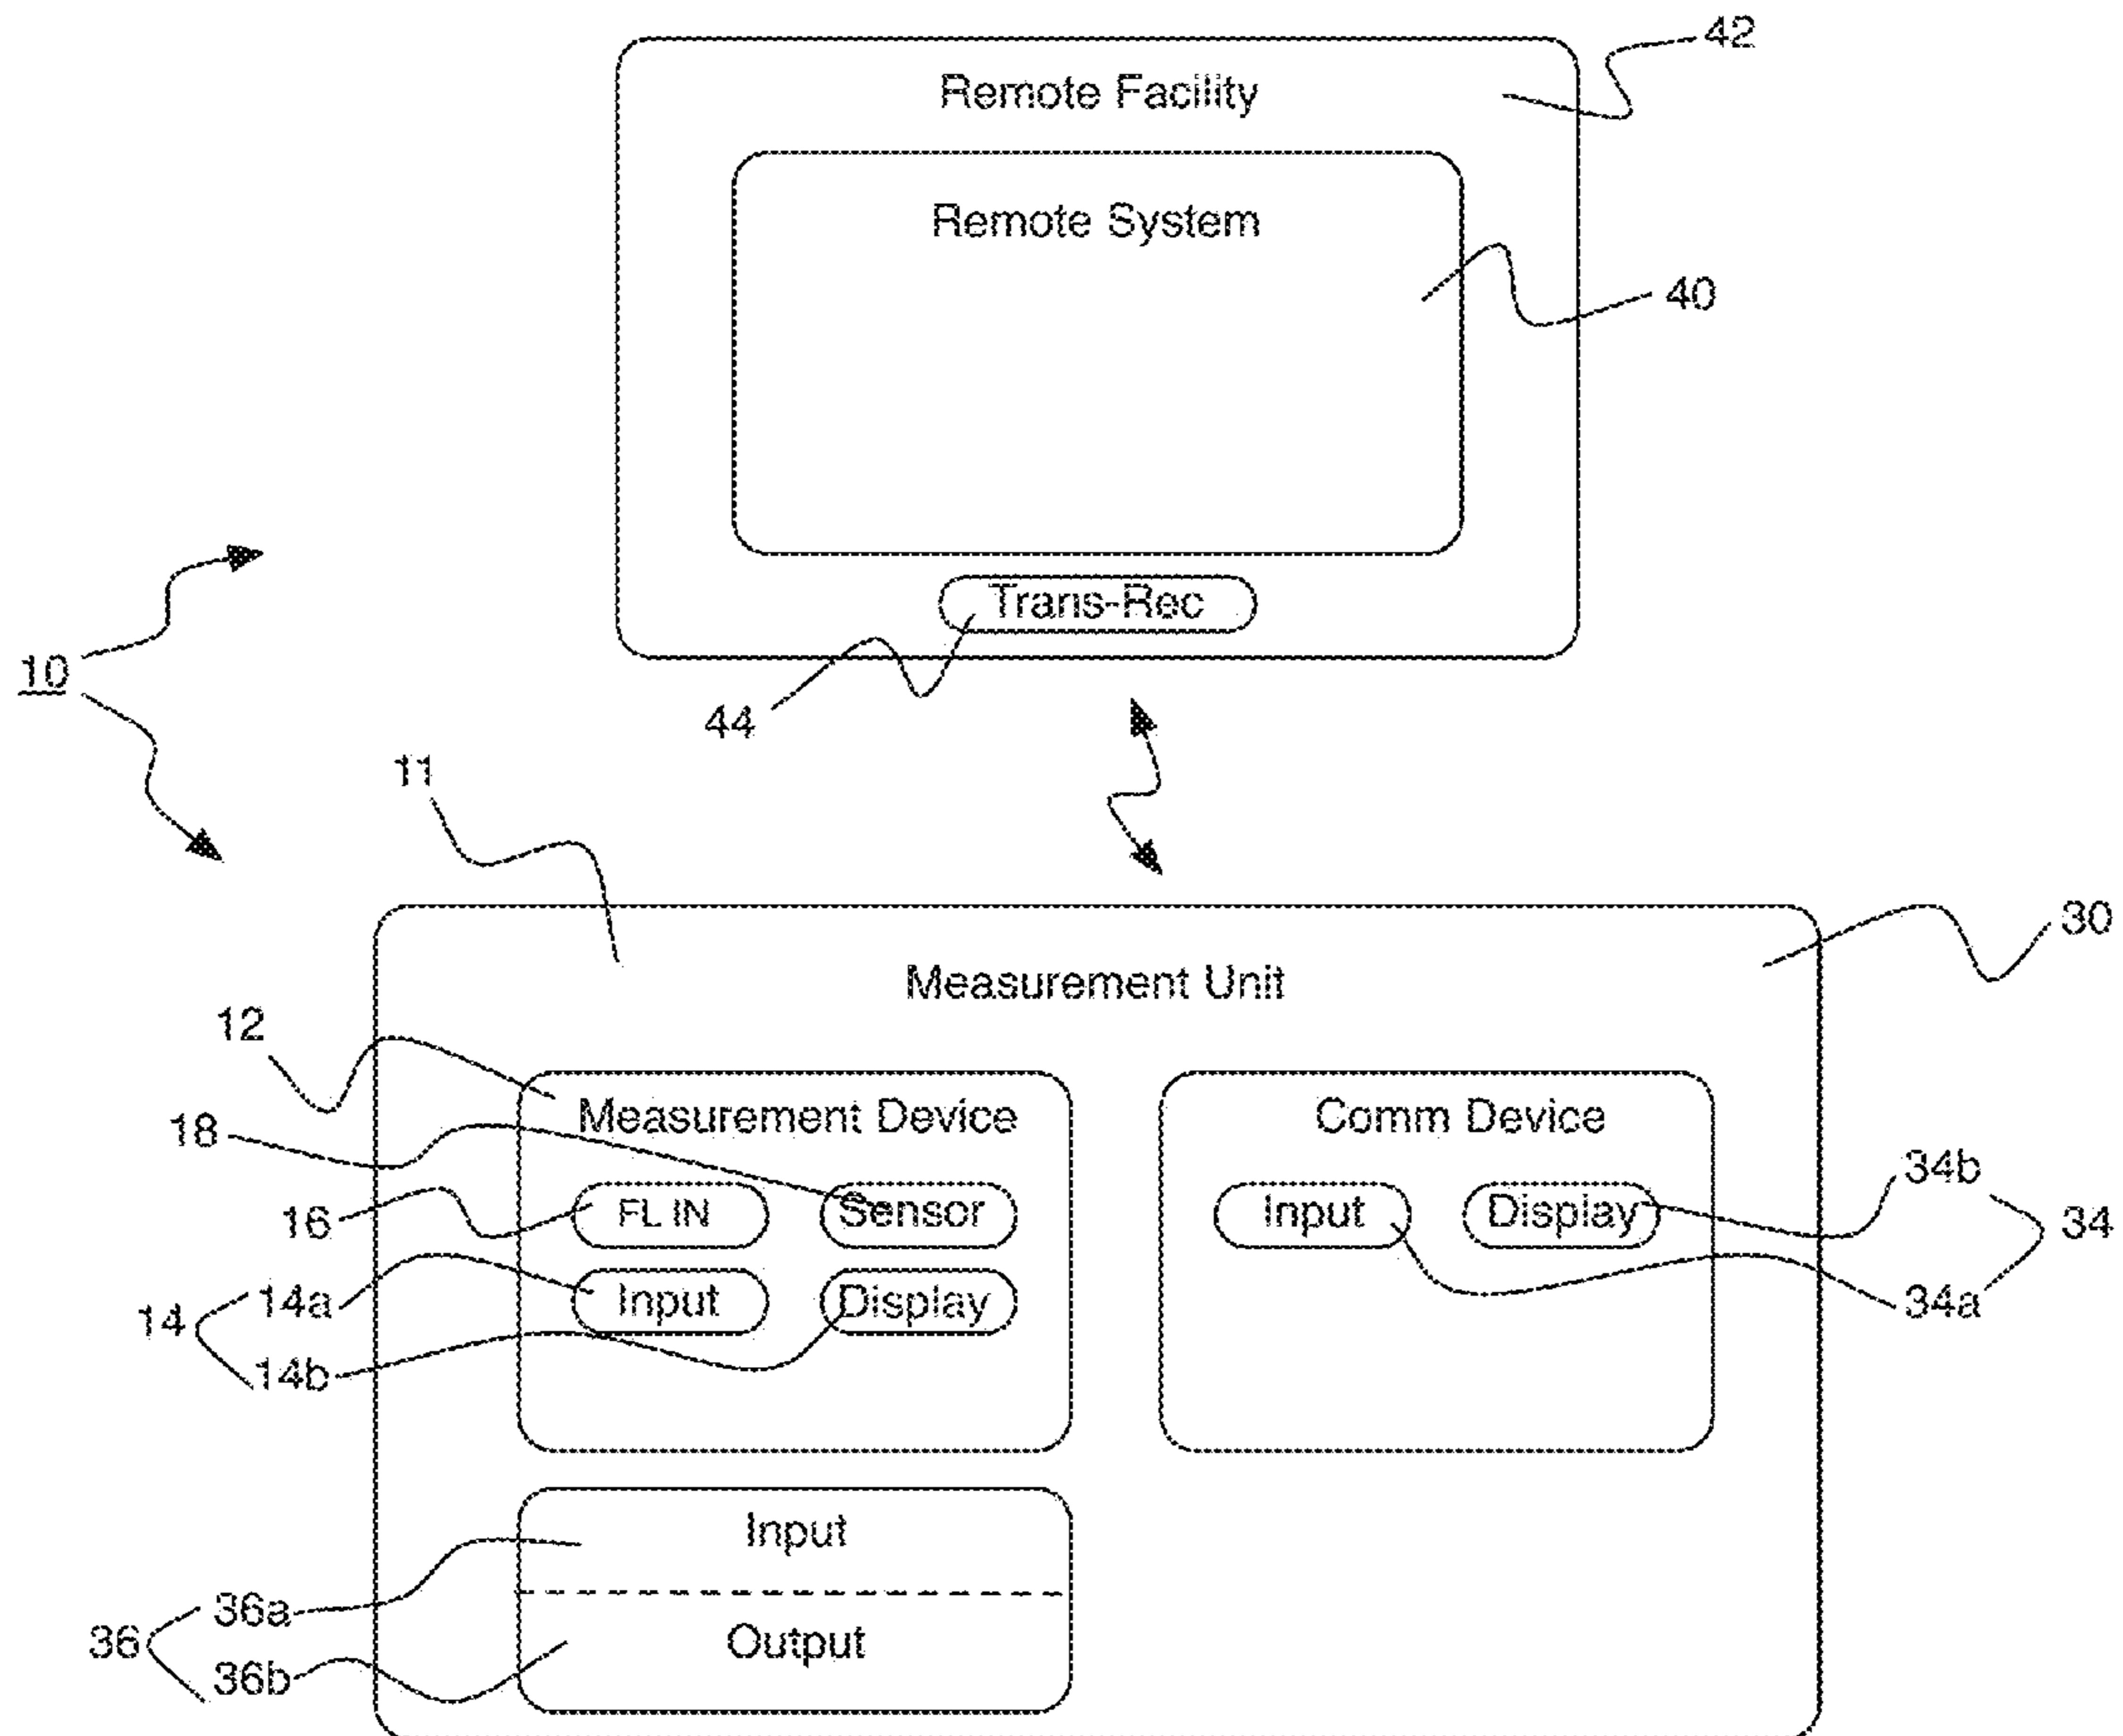 42
Remote Facility
Remote System
40
Trans-Rec
10
44
11
30
Measurement Unit
12
Measurement Device
Comm Device
18
34b
FL IN
Sensor
Input
Display
16
34
14a
Input
Display
34a
14
14b
Input
36a
36
Output
36b